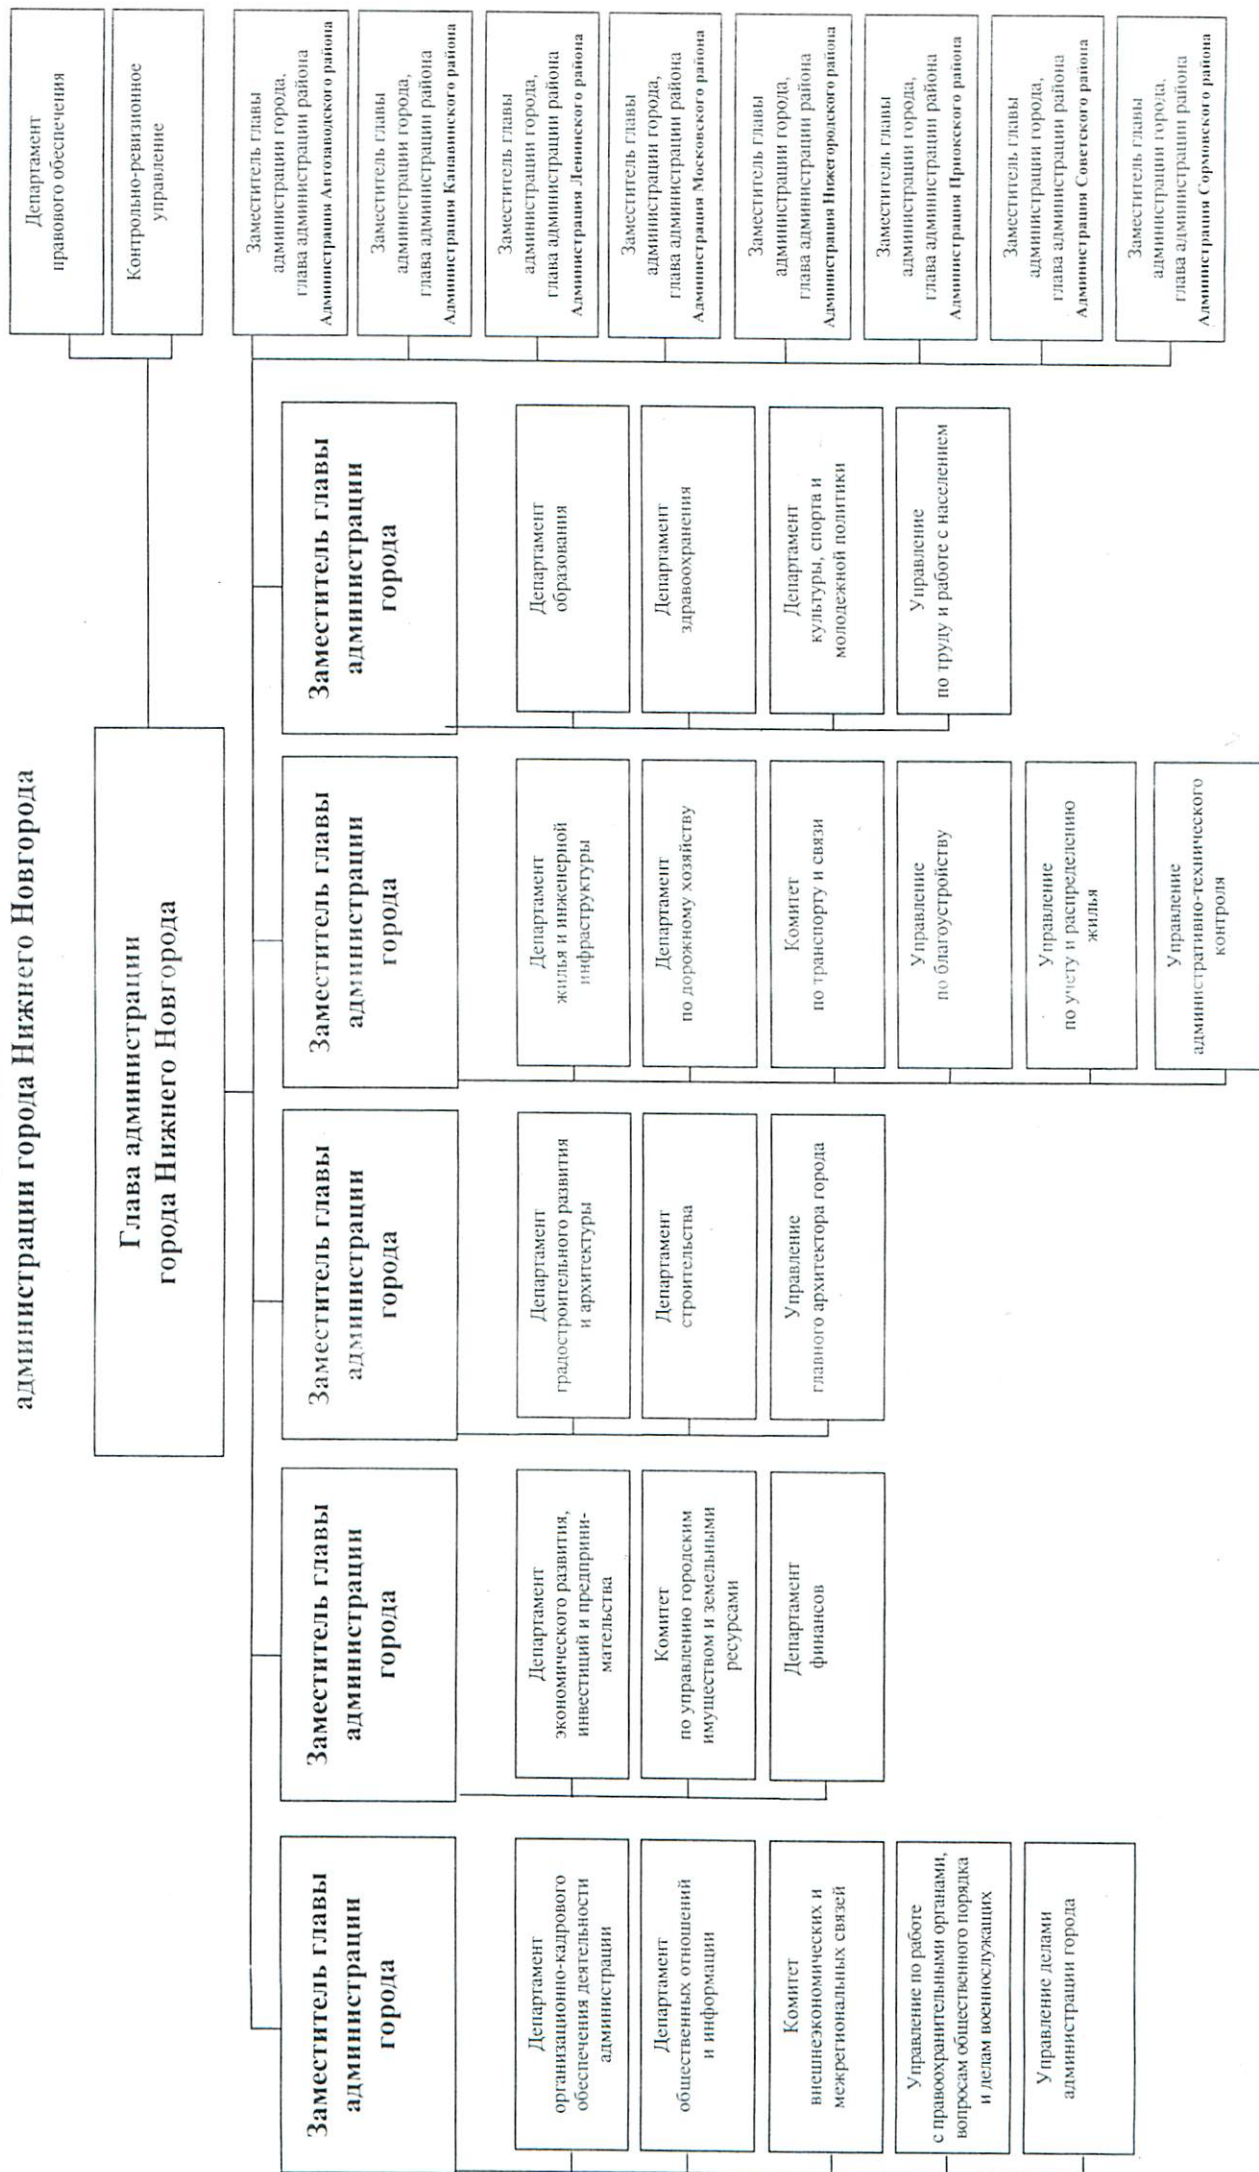 администрации города Нижнего Новгорода
Глава администрации
города Нижнего Новгорода
Департамент
правового обеспечения
Контрольно-ревизионное
управление
Заместитель главы
администрации
города
Департамент
организационно-кадрового
обеспечения деятельности
администрации
Департамент
общественных отношений
и информации
Комитет
внешнеэкономических и
межрегиональных связей
Управление по работе
с правоохранительными органами,
вопросам общественного порядка
и делам военнослужащих
Управление делами
администрации города
Заместитель главы
администрации
города
Департамент
экономического развития,
инвестиций и предприни-
мательства
Комитет
по управлению городским
имуществом и земельными
ресурсами
Департамент
финансов
Заместитель главы
администрации
города
Департамент
градостроительного развития
и архитектуры
Департамент
строительства
Управление
главного архитектора города
Заместитель главы
администрации
города
Департамент
жилья и инженерной
инфраструктуры
Департамент
по дорожному хозяйству
Комитет
по транспорту и связи
Управление
по благоустройству
Управление
по учету и распределению
жилья
Управление
административно-технического
контроля
Заместитель главы
администрации
города
Департамент
образования
Департамент
здравоохранения
Департамент
культуры, спорта и
молодежной политики
Управление
по труду и работе с населением
Заместитель главы
администрации города,
глава администрации района
Администрация Автозаводского района
Заместитель главы
администрации города,
глава администрации района
Администрация Канавинского района
Заместитель главы
администрации города,
глава администрации района
Администрация Ленинского района
Заместитель главы
администрации города,
глава администрации района
Администрация Московского района
Заместитель главы
администрации города,
глава администрации района
Администрация Нижегородского района
Заместитель главы
администрации города,
глава администрации района
Администрация Приокского района
Заместитель главы
администрации города,
глава администрации района
Администрация Советского района
Заместитель главы
администрации города,
глава администрации района
Администрация Сормовского района